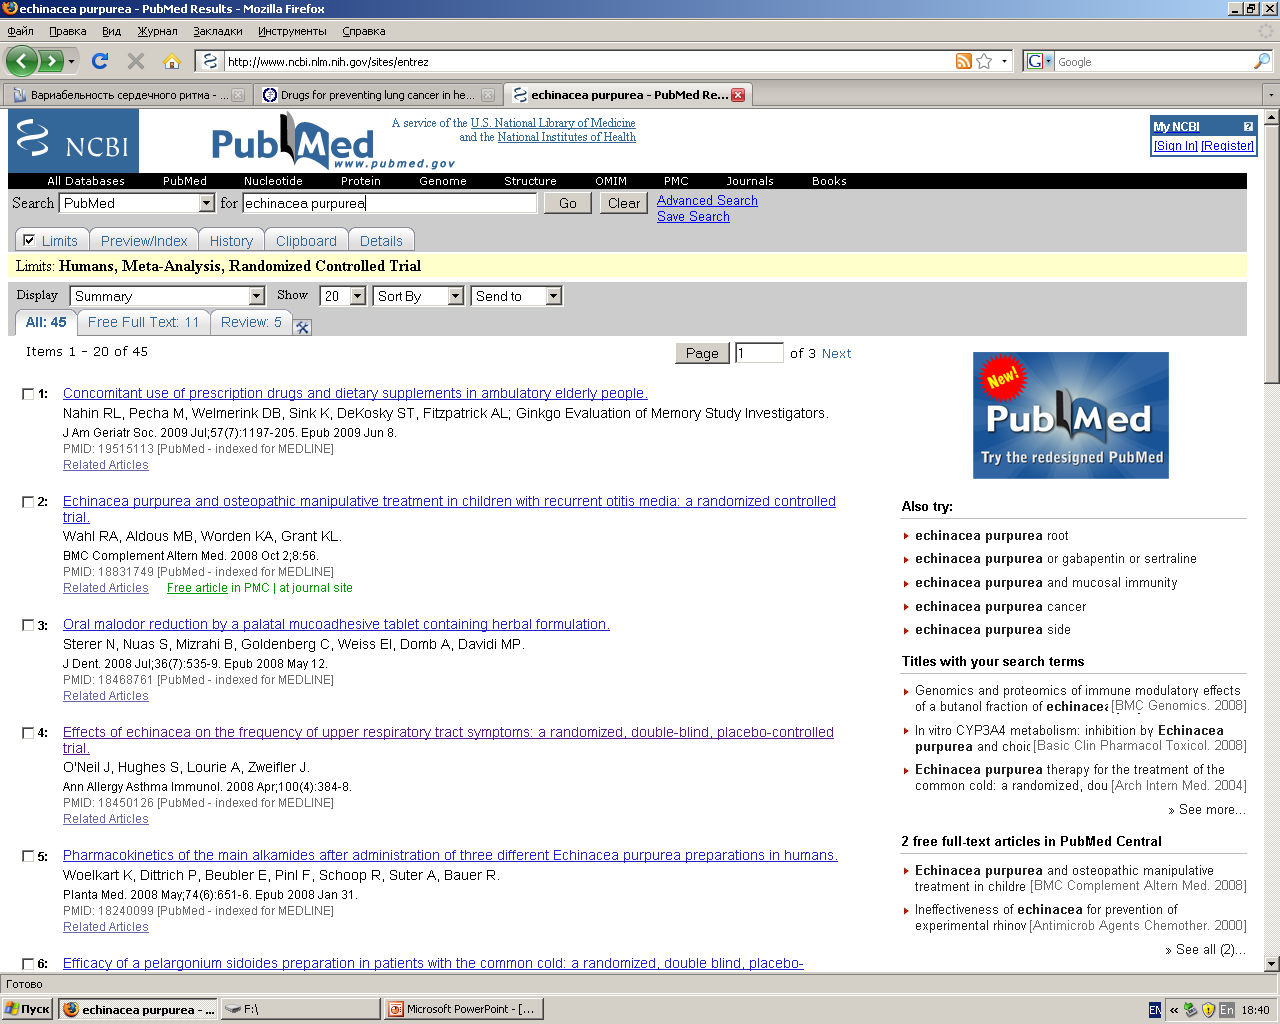 echinacea purpurea - PubMed Results - Mozilla Firefox
Файл Правка Вид Журнал Закладки Инструменты Справка
http://www.ncbi.nlm.nih.gov/sites/entrez
Google
Вариабельность сердечного ритма - ...
Drugs for preventing lung cancer in he...
echinacea purpurea - PubMed Re...
NCBI
PubMed
www.pubmed.gov
A service of the U.S. National Library of Medicine
and the National Institutes of Health
My NCBI ?
[Sign In] [Register]
All Databases PubMed Nucleotide Protein Genome Structure OMIM PMC Journals Books
Search PubMed for echinacea purpurea Go Clear Advanced Search
Save Search
Limits Preview/Index History Clipboard Details
Limits: Humans, Meta-Analysis, Randomized Controlled Trial
Display Summary Show 20 Sort By Send to
All: 45 Free Full Text: 11 Review: 5
Items 1 - 20 of 45
Page 1 of 3 Next
1: Concomitant use of prescription drugs and dietary supplements in ambulatory elderly people.
Nahin RL, Pecha M, Welmerink DB, Sink K, DeKosky ST, Fitzpatrick AL; Ginkgo Evaluation of Memory Study Investigators.
J Am Geriatr Soc. 2009 Jul;57(7):1197-205. Epub 2009 Jun 8.
PMID: 19515113 [PubMed - indexed for MEDLINE]
Related Articles
2: Echinacea purpurea and osteopathic manipulative treatment in children with recurrent otitis media: a randomized controlled
trial.
Wahl RA, Aldous MB, Worden KA, Grant KL.
BMC Complement Altern Med. 2008 Oct 2;8:56.
PMID: 18831749 [PubMed - indexed for MEDLINE]
Related Articles Free article in PMC | at journal site
3: Oral malodor reduction by a palatal mucoadhesive tablet containing herbal formulation.
Sterer N, Nuas S, Mizrahi B, Goldenberg C, Weiss EI, Domb A, Davidi MP.
J Dent. 2008 Jul;36(7):535-9. Epub 2008 May 12.
PMID: 18468761 [PubMed - indexed for MEDLINE]
Related Articles
4: Effects of echinacea on the frequency of upper respiratory tract symptoms: a randomized, double-blind, placebo-controlled
trial.
O'Neil J, Hughes S, Lourie A, Zweifler J.
Ann Allergy Asthma Immunol. 2008 Apr;100(4):384-8.
PMID: 18450126 [PubMed - indexed for MEDLINE]
Related Articles
5: Pharmacokinetics of the main alkamides after administration of three different Echinacea purpurea preparations in humans.
Woelkart K, Dittrich P, Beubler E, Pinl F, Schoop R, Suter A, Bauer R.
Planta Med. 2008 May;74(6):651-6. Epub 2008 Jan 31.
PMID: 18240099 [PubMed - indexed for MEDLINE]
Related Articles
6: Efficacy of a pelargonium sidoides preparation in patients with the common cold: a randomized, double blind, placebo-
New!
PubMed
Try the redesigned PubMed
Also try:
echinacea purpurea root
echinacea purpurea or gabapentin or sertraline
echinacea purpurea and mucosal immunity
echinacea purpurea cancer
echinacea purpurea side
Titles with your search terms
Genomics and proteomics of immune modulatory effects
of a butanol fraction of echinacea [BMC Genomics. 2008]
In vitro CYP3A4 metabolism: inhibition by Echinacea
purpurea and choic [Basic Clin Pharmacol Toxicol. 2008]
Echinacea purpurea therapy for the treatment of the
common cold: a randomized, dou [Arch Intern Med. 2004]
» See more...
2 free full-text articles in PubMed Central
Echinacea purpurea and osteopathic manipulative
treatment in childre [BMC Complement Altern Med. 2008]
Ineffectiveness of echinacea for prevention of
experimental rhinov [Antimicrob Agents Chemother. 2000]
» See all (2)...
Готово
Пуск echinacea purpurea - ... F:\ Microsoft PowerPoint - [... EN « En 18:40